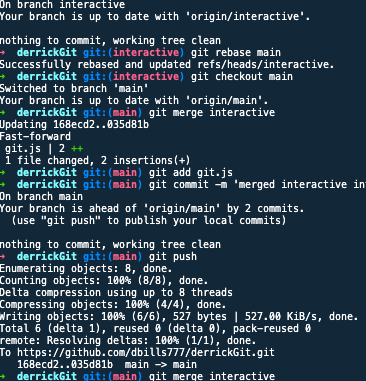 On branch interactive
Your branch is up to date with 'origin/interactive'.

nothing to commit, working tree clean
➜ derrickGit git:(interactive) git rebase main
Successfully rebased and updated refs/heads/interactive.
➜ derrickGit git:(interactive) git checkout main
Switched to branch 'main'
Your branch is up to date with 'origin/main'.
➜ derrickGit git:(main) git merge interactive
Updating 168ecd2..035d81b
Fast-forward
 git.js | 2 ++
 1 file changed, 2 insertions(+)
➜ derrickGit git:(main) git add git.js
➜ derrickGit git:(main) git commit -m 'merged interactive in
On branch main
Your branch is ahead of 'origin/main' by 2 commits.
  (use "git push" to publish your local commits)

nothing to commit, working tree clean
➜ derrickGit git:(main) git push
Enumerating objects: 8, done.
Counting objects: 100% (8/8), done.
Delta compression using up to 8 threads
Compressing objects: 100% (4/4), done.
Writing objects: 100% (6/6), 527 bytes | 527.00 KiB/s, done.
Total 6 (delta 1), reused 0 (delta 0), pack-reused 0
remote: Resolving deltas: 100% (1/1), done.
To https://github.com/dbills777/derrickGit.git
   168ecd2..035d81b  main -> main
➜ derrickGit git:(main) git merge interactive